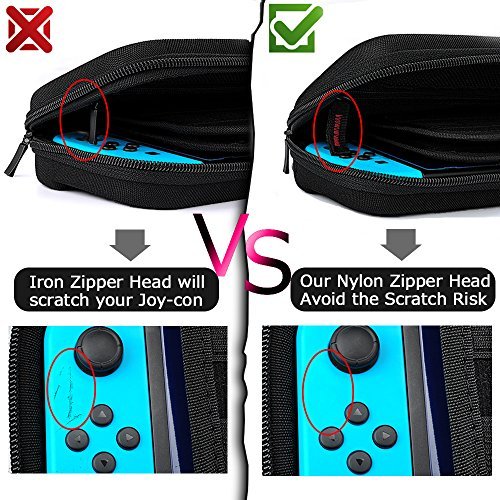 VS
Iron Zipper Head will
scratch your Joy-con
Our Nylon Zipper Head
Avoid the Scratch Risk